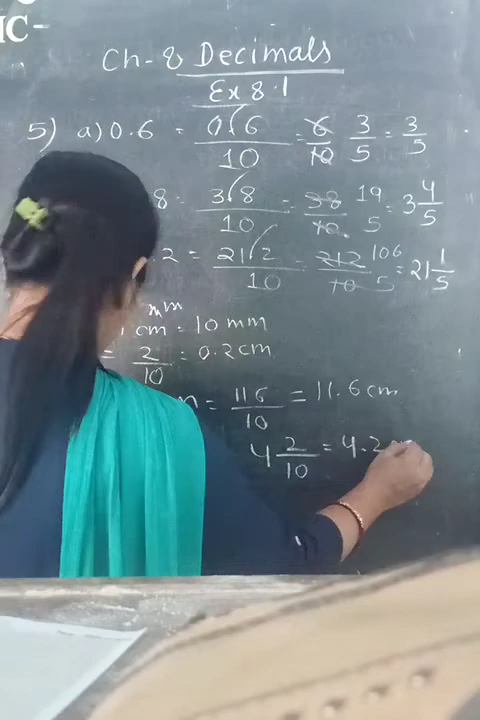 IC-
Ch-8 Decimals
Ex 8.1
5) a) 0.6 = 0.6/10 = 6/10 3/5 = 3/5
8 = 3.8/10 = 38/10 19/5 = 3 4/5
.2 = 21.2/10 = 212/10 106/5 = 21 1/5
mm
1 cm = 10 mm
= 2/10 = 0.2 cm
= 116/10 = 11.6 cm
4 2/10 = 4.2